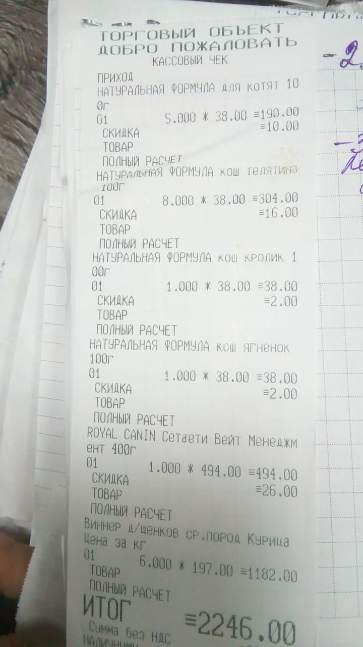 ТОРГОВЫЙ ОБЪЕКТ
ДОБРО ПОЖАЛОВАТЬ
КАССОВЫЙ ЧЕК
ПРИХОД
НАТУРАЛЬНАЯ ФОРМУЛА для котят 10
0г
01 5.000 * 38.00 =190.00
СКИДКА =10.00
ТОВАР
ПОЛНЫЙ РАСЧЕТ
НАТУРАЛЬНАЯ ФОРМУЛА кош телятина
100г
01 8.000 * 38.00 =304.00
СКИДКА =16.00
ТОВАР
ПОЛНЫЙ РАСЧЕТ
НАТУРАЛЬНАЯ ФОРМУЛА кош кролик 1
00г
01 1.000 * 38.00 =38.00
СКИДКА =2.00
ТОВАР
ПОЛНЫЙ РАСЧЕТ
НАТУРАЛЬНАЯ ФОРМУЛА кош ягненок
100г
01 1.000 * 38.00 =38.00
СКИДКА =2.00
ТОВАР
ПОЛНЫЙ РАСЧЕТ
ROYAL CANIN Сетаети Вейт Менеджм
ент 400г
01 1.000 * 494.00 =494.00
СКИДКА =26.00
ТОВАР
ПОЛНЫЙ РАСЧЕТ
Виннер д/щенков ср.пород Курица
Цена за кг
01 6.000 * 197.00 =1182.00
ТОВАР
ПОЛНЫЙ РАСЧЕТ
ИТОГ =2246.00
Сумма без НДС
НАЛИЧНЫМИ